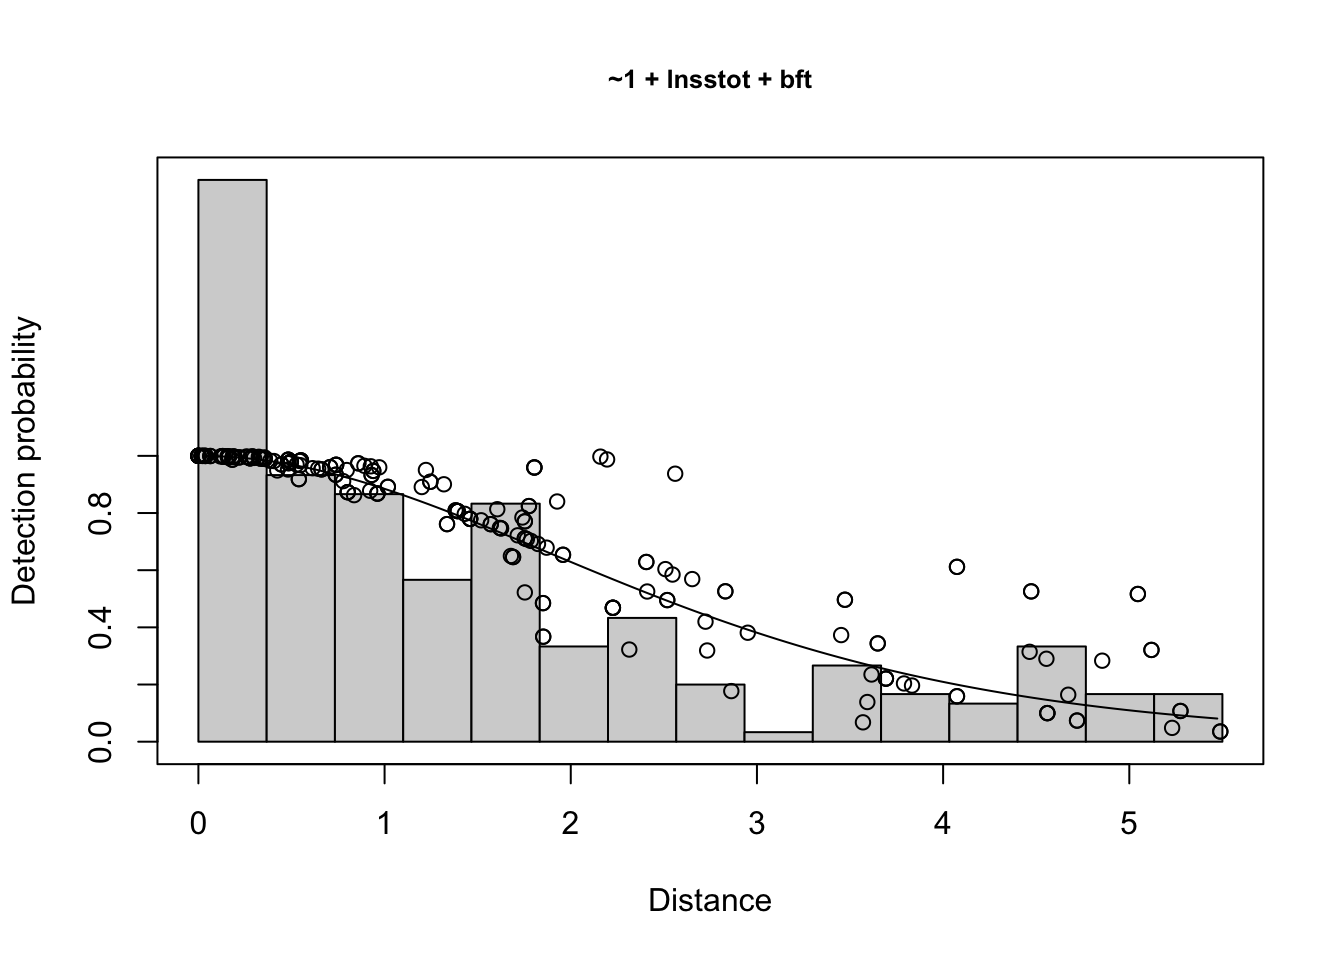 ~1 + lnsstot + bft
Detection probability
0.8
0.4
0.0
0 1 2 3 4 5
Distance